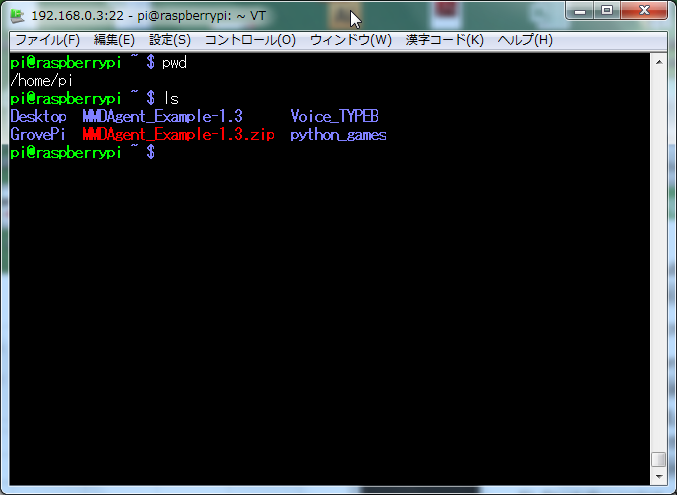 192.168.0.3:22 - pi@raspberrypi: ~ VT
ファイル(F) 編集(E) 設定(S) コントロール(O) ウィンドウ(W) 漢字コード(K) ヘルプ(H)
pi@raspberrypi ~ $ pwd
/home/pi
pi@raspberrypi ~ $ ls
Desktop  MMDAgent_Example-1.3      Voice_TYPEB
GrovePi  MMDAgent_Example-1.3.zip  python_games
pi@raspberrypi ~ $